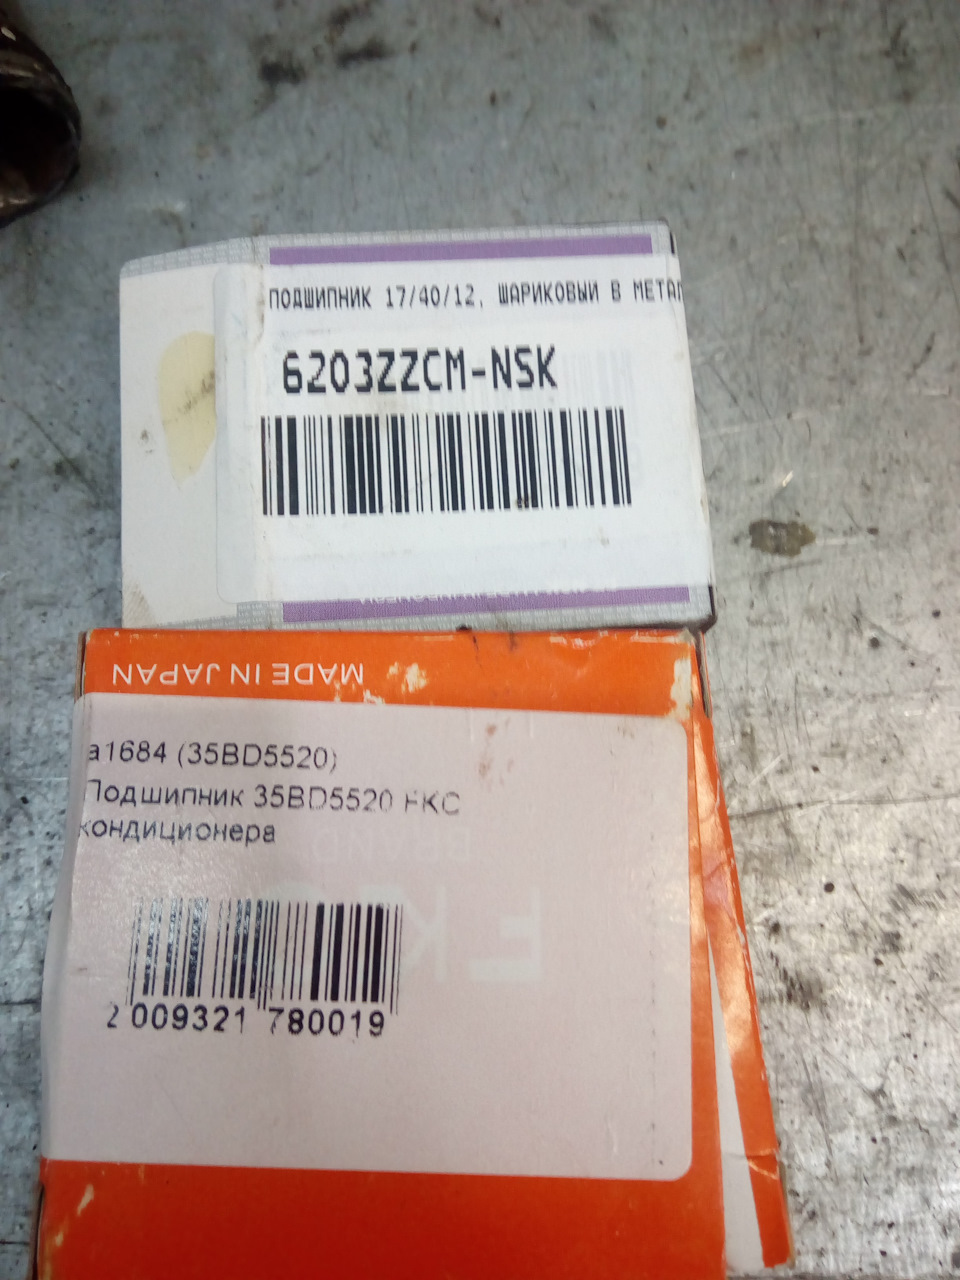 ПОДШИПНИК 17/40/12, ШАРИКОВЫЙ В МЕТАЛ
6203ZZCM-NSK
MADE IN JAPAN
a1684 (35BD5520)
Подшипник 35BD5520 FKC
кондиционера
2 009321 780019